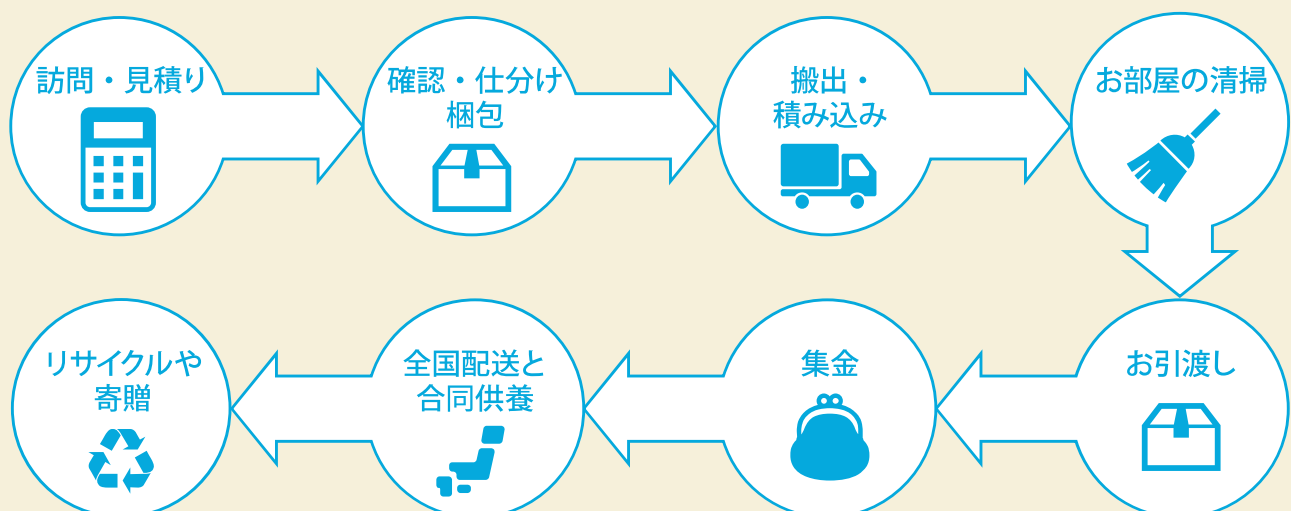 訪問・見積り
確認・仕分け
梱包
搬出・
積み込み
お部屋の清掃
お引渡し
集金
全国配送と
合同供養
リサイクルや
寄贈